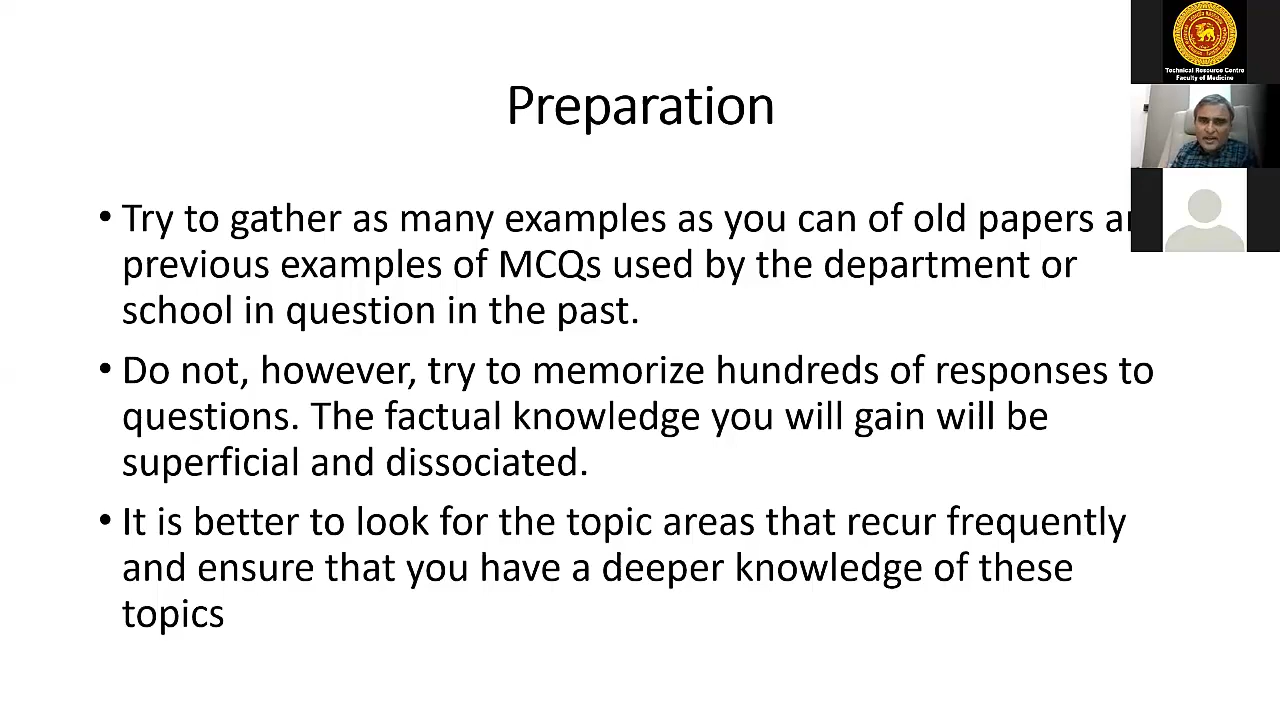 Technical Resource Centre
Faculty of Medicine
Preparation
• Try to gather as many examples as you can of old papers
previous examples of MCQs used by the department or
school in question in the past.
• Do not, however, try to memorize hundreds of responses to
questions. The factual knowledge you will gain will be
superficial and dissociated.
• It is better to look for the topic areas that recur frequently
and ensure that you have a deeper knowledge of these
topics